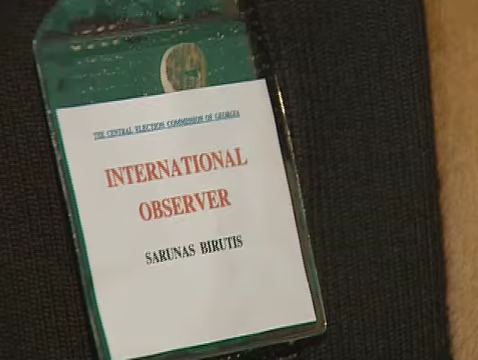 THE CENTRAL ELECTION COMMISSION OF GEORGIA
INTERNATIONAL
OBSERVER
SARUNAS BIRUTIS